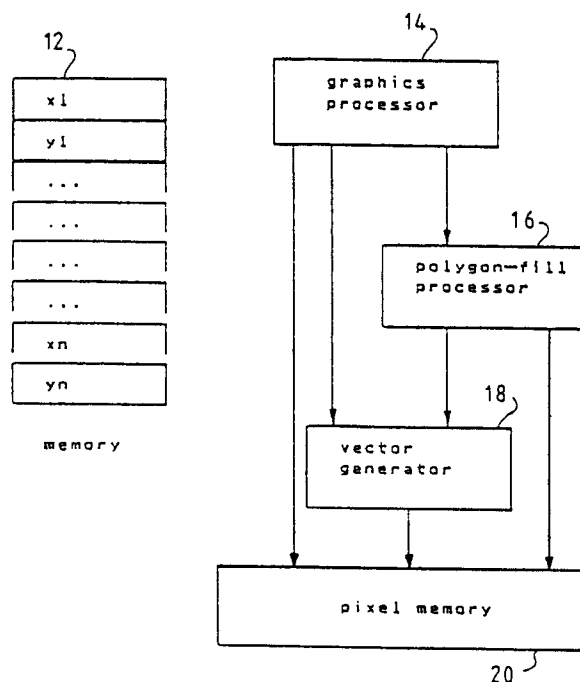 12
x1
y1
...
...
...
...
xn
yn
memory
14
graphics
processor
16
polygon-fill
processor
18
vector
generator
pixel memory
20